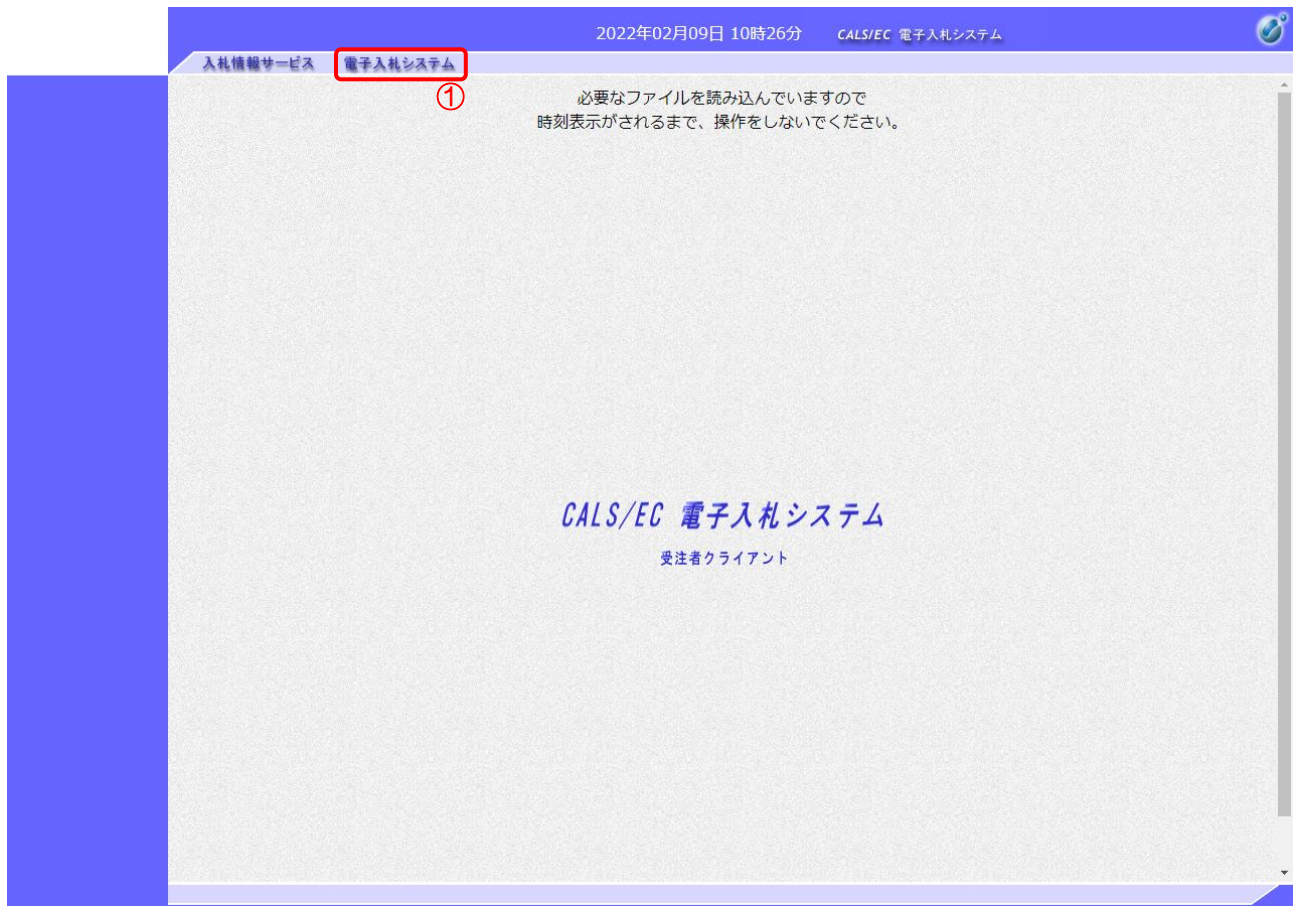 2022年02月09日 10時26分 CALS/EC 電子入札システム
入札情報サービス 電子入札システム
①
必要なファイルを読み込んでいますので
時刻表示がされるまで、操作をしないでください。
CALS/EC 電子入札システム
受注者クライアント